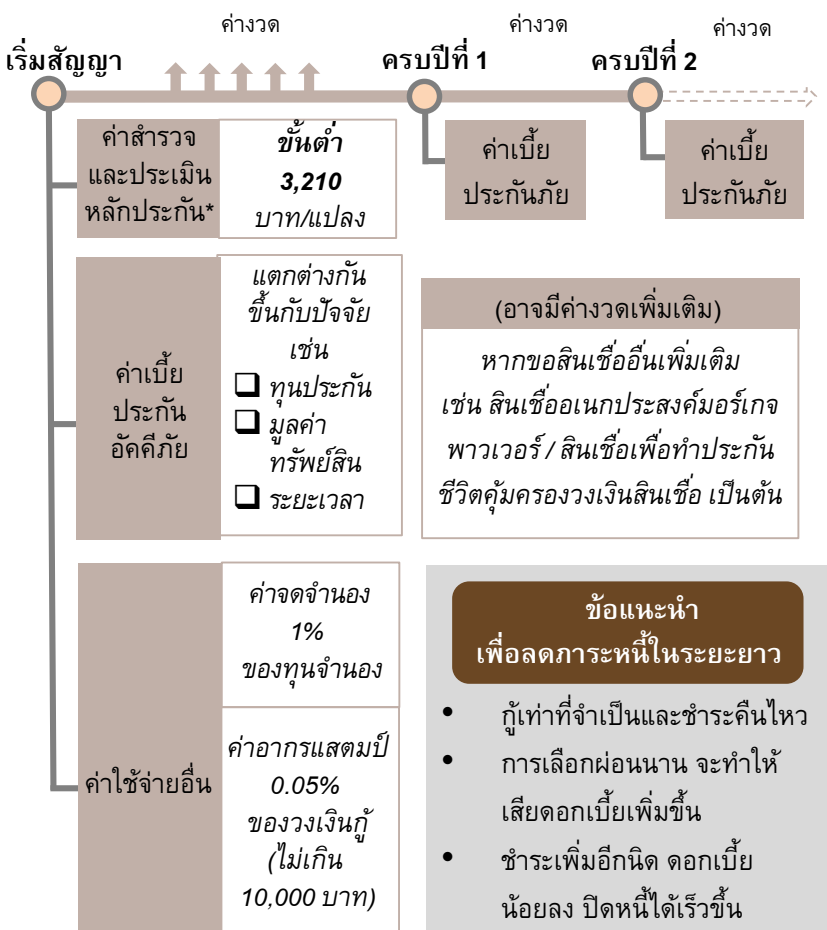 ค่างวด
ค่างวด
ค่างวด
เริ่มสัญญา
ครบปีที่ 1
ครบปีที่ 2
ค่าสำรวจ
และประเมิน
หลักประกัน*
ขั้นต่ำ
3,210
บาท/แปลง
ค่าเบี้ย
ประกันภัย
ค่าเบี้ย
ประกันภัย
ค่าเบี้ย
ประกัน
อัคคีภัย
แตกต่างกัน
ขึ้นกับปัจจัย
เช่น
❑ ทุนประกัน
❑ มูลค่า
ทรัพย์สิน
❑ ระยะเวลา
(อาจมีค่างวดเพิ่มเติม)
หากขอสินเชื่ออื่นเพิ่มเติม
เช่น สินเชื่ออเนกประสงค์มอร์เกจ
พาวเวอร์ / สินเชื่อเพื่อทำประกัน
ชีวิตคุ้มครองวงเงินสินเชื่อ เป็นต้น
ค่าใช้จ่ายอื่น
ค่าจดจำนอง
1%
ของทุนจำนอง
ค่าอากรแสตมป์
0.05%
ของวงเงินกู้
(ไม่เกิน
10,000 บาท)
ข้อแนะนำ
เพื่อลดภาระหนี้ในระยะยาว
• กู้เท่าที่จำเป็นและชำระคืนไหว
• การเลือกผ่อนนาน จะทำให้
เสียดอกเบี้ยเพิ่มขึ้น
• ชำระเพิ่มอีกนิด ดอกเบี้ย
น้อยลง ปิดหนี้ได้เร็วขึ้น